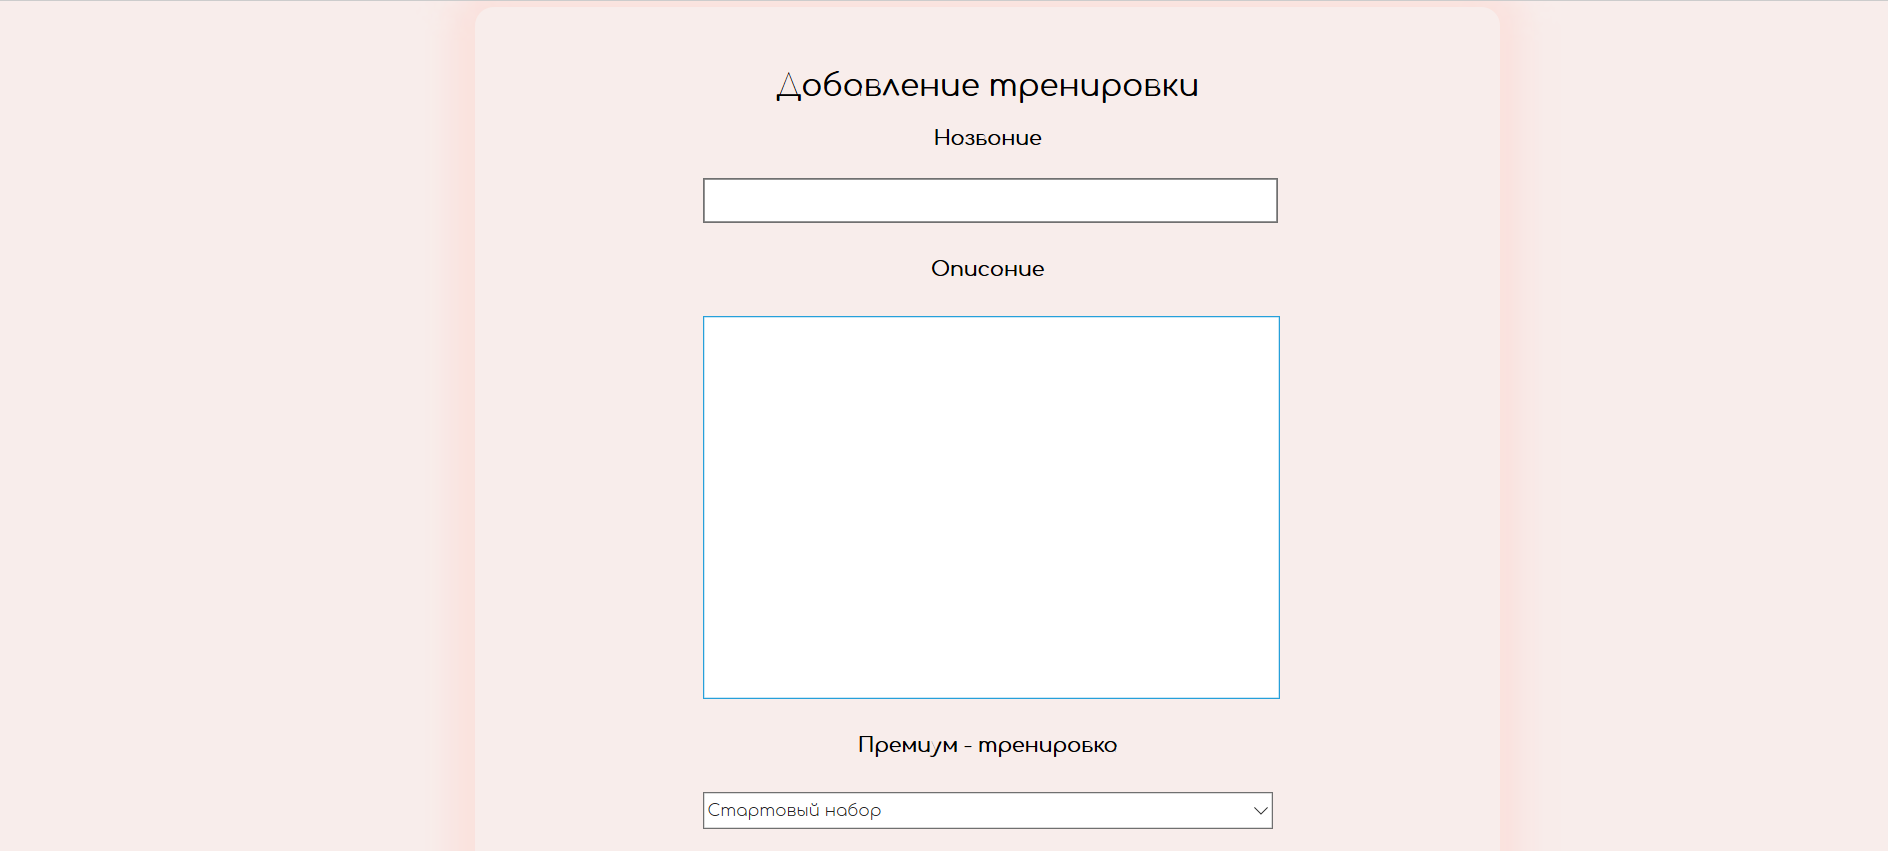 Добавление тренировки
Название
Описание
Премиум - тренировка
Стартовый набор